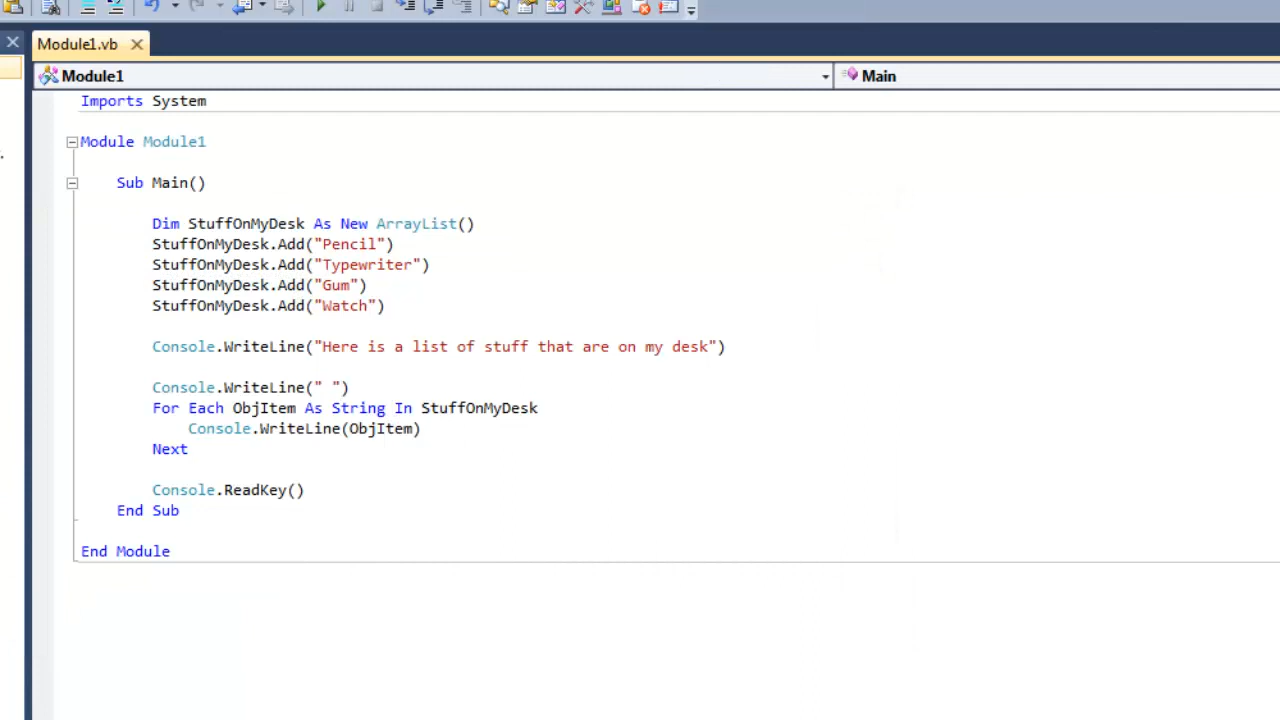 Module1.vb
Module1 Main
Imports System
Module Module1
Sub Main()
Dim StuffOnMyDesk As New ArrayList()
StuffOnMyDesk.Add("Pencil")
StuffOnMyDesk.Add("Typewriter")
StuffOnMyDesk.Add("Gum")
StuffOnMyDesk.Add("Watch")
Console.WriteLine("Here is a list of stuff that are on my desk")
Console.WriteLine(" ")
For Each ObjItem As String In StuffOnMyDesk
Console.WriteLine(ObjItem)
Next
Console.ReadKey()
End Sub
End Module